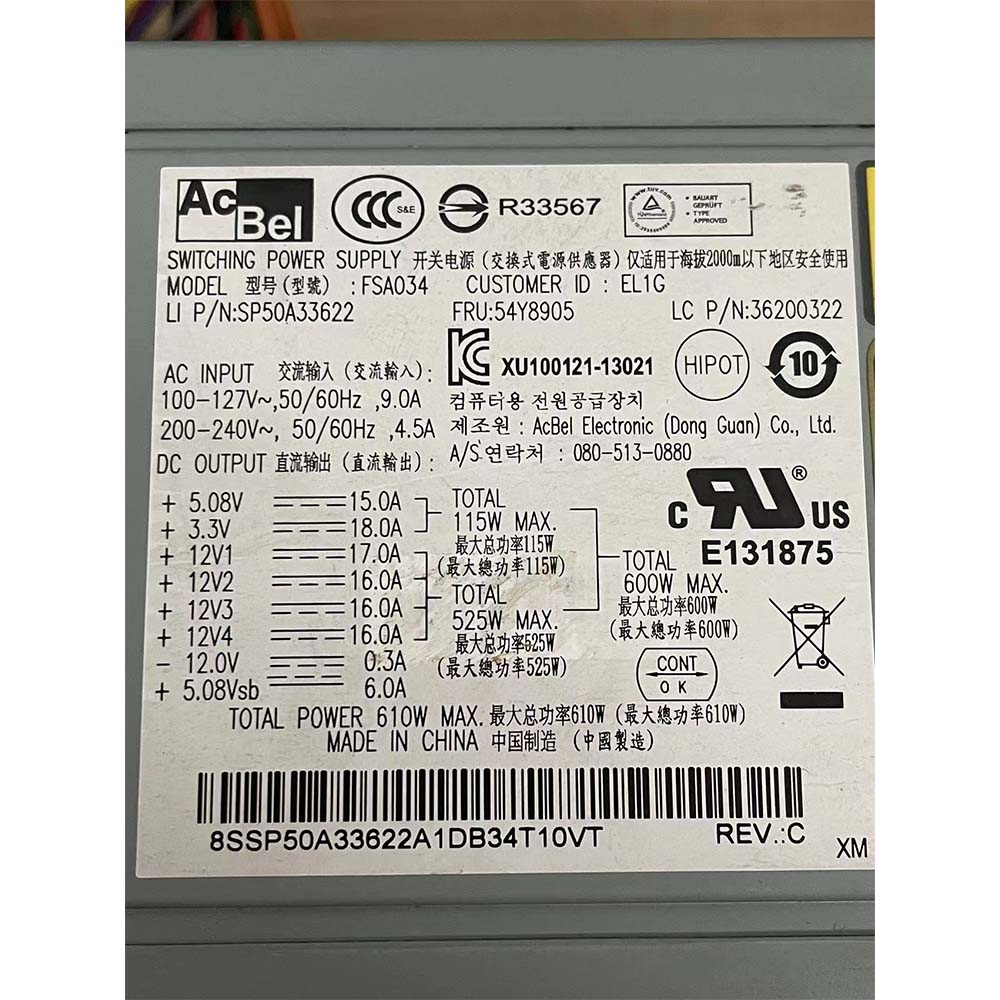 AcBel
CCC S&E
R33567
www.tuv.com
TÜVRheinland
BAUART
GEPRÜFT
TYPE
APPROVED
SWITCHING POWER SUPPLY 开关电源 (交換式電源供應器) 仅适用于海拔2000m以下地区安全使用
MODEL 型号(型號) :FSA034 CUSTOMER ID : EL1G
LI P/N:SP50A33622 FRU:54Y8905 LC P/N:36200322
AC INPUT 交流输入 (交流輸入):
100-127V~,50/60Hz ,9.0A
200-240V~, 50/60Hz ,4.5A
XU100121-13021
HIPOT
10
컴퓨터용 전원공급장치
제조원 : AcBel Electronic (Dong Guan) Co., Ltd.
A/S연락처 : 080-513-0880
DC OUTPUT 直流输出 (直流輸出):
+ 5.08V 15.0A
+ 3.3V 18.0A
+ 12V1 17.0A
+ 12V2 16.0A
+ 12V3 16.0A
+ 12V4 16.0A
- 12.0V 0.3A
+ 5.08Vsb 6.0A
TOTAL
115W MAX.
最大总功率115W
(最大總功率115W)
TOTAL
525W MAX.
最大总功率525W
(最大總功率525W)
TOTAL
600W MAX.
最大总功率600W
(最大總功率600W)
c RU ® US
E131875
CONT
OK
TOTAL POWER 610W MAX. 最大总功率610W (最大總功率610W)
MADE IN CHINA 中国制造 (中國製造)
8SSP50A33622A1DB34T10VT
REV.:C
XM